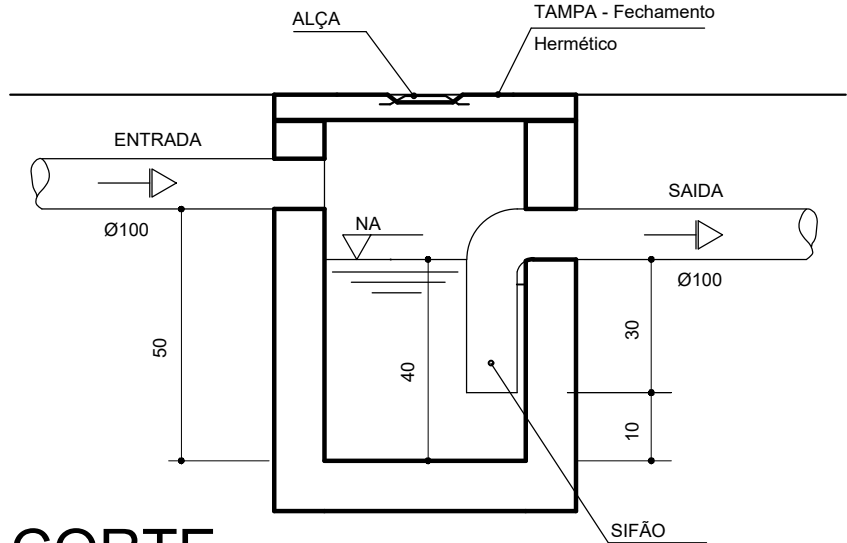 ALÇA
TAMPA - Fechamento
Hermético
ENTRADA
SAIDA
NA
Ø100
Ø100
50
40
30
10
SIFÃO
CORTE